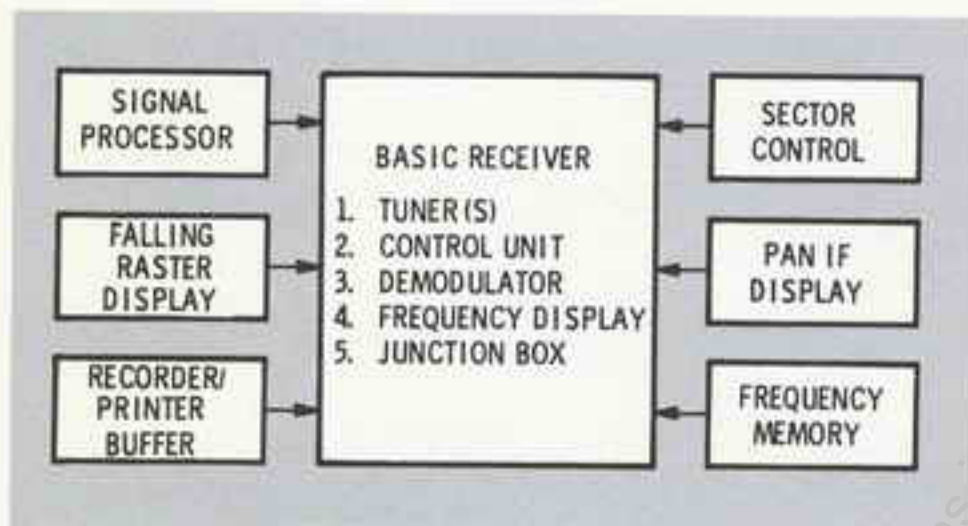 SIGNAL
PROCESSOR
FALLING
RASTER
DISPLAY
RECORDER/
PRINTER
BUFFER
BASIC RECEIVER
1. TUNER(S)
2. CONTROL UNIT
3. DEMODULATOR
4. FREQUENCY DISPLAY
5. JUNCTION BOX
SECTOR
CONTROL
PAN IF
DISPLAY
FREQUENCY
MEMORY